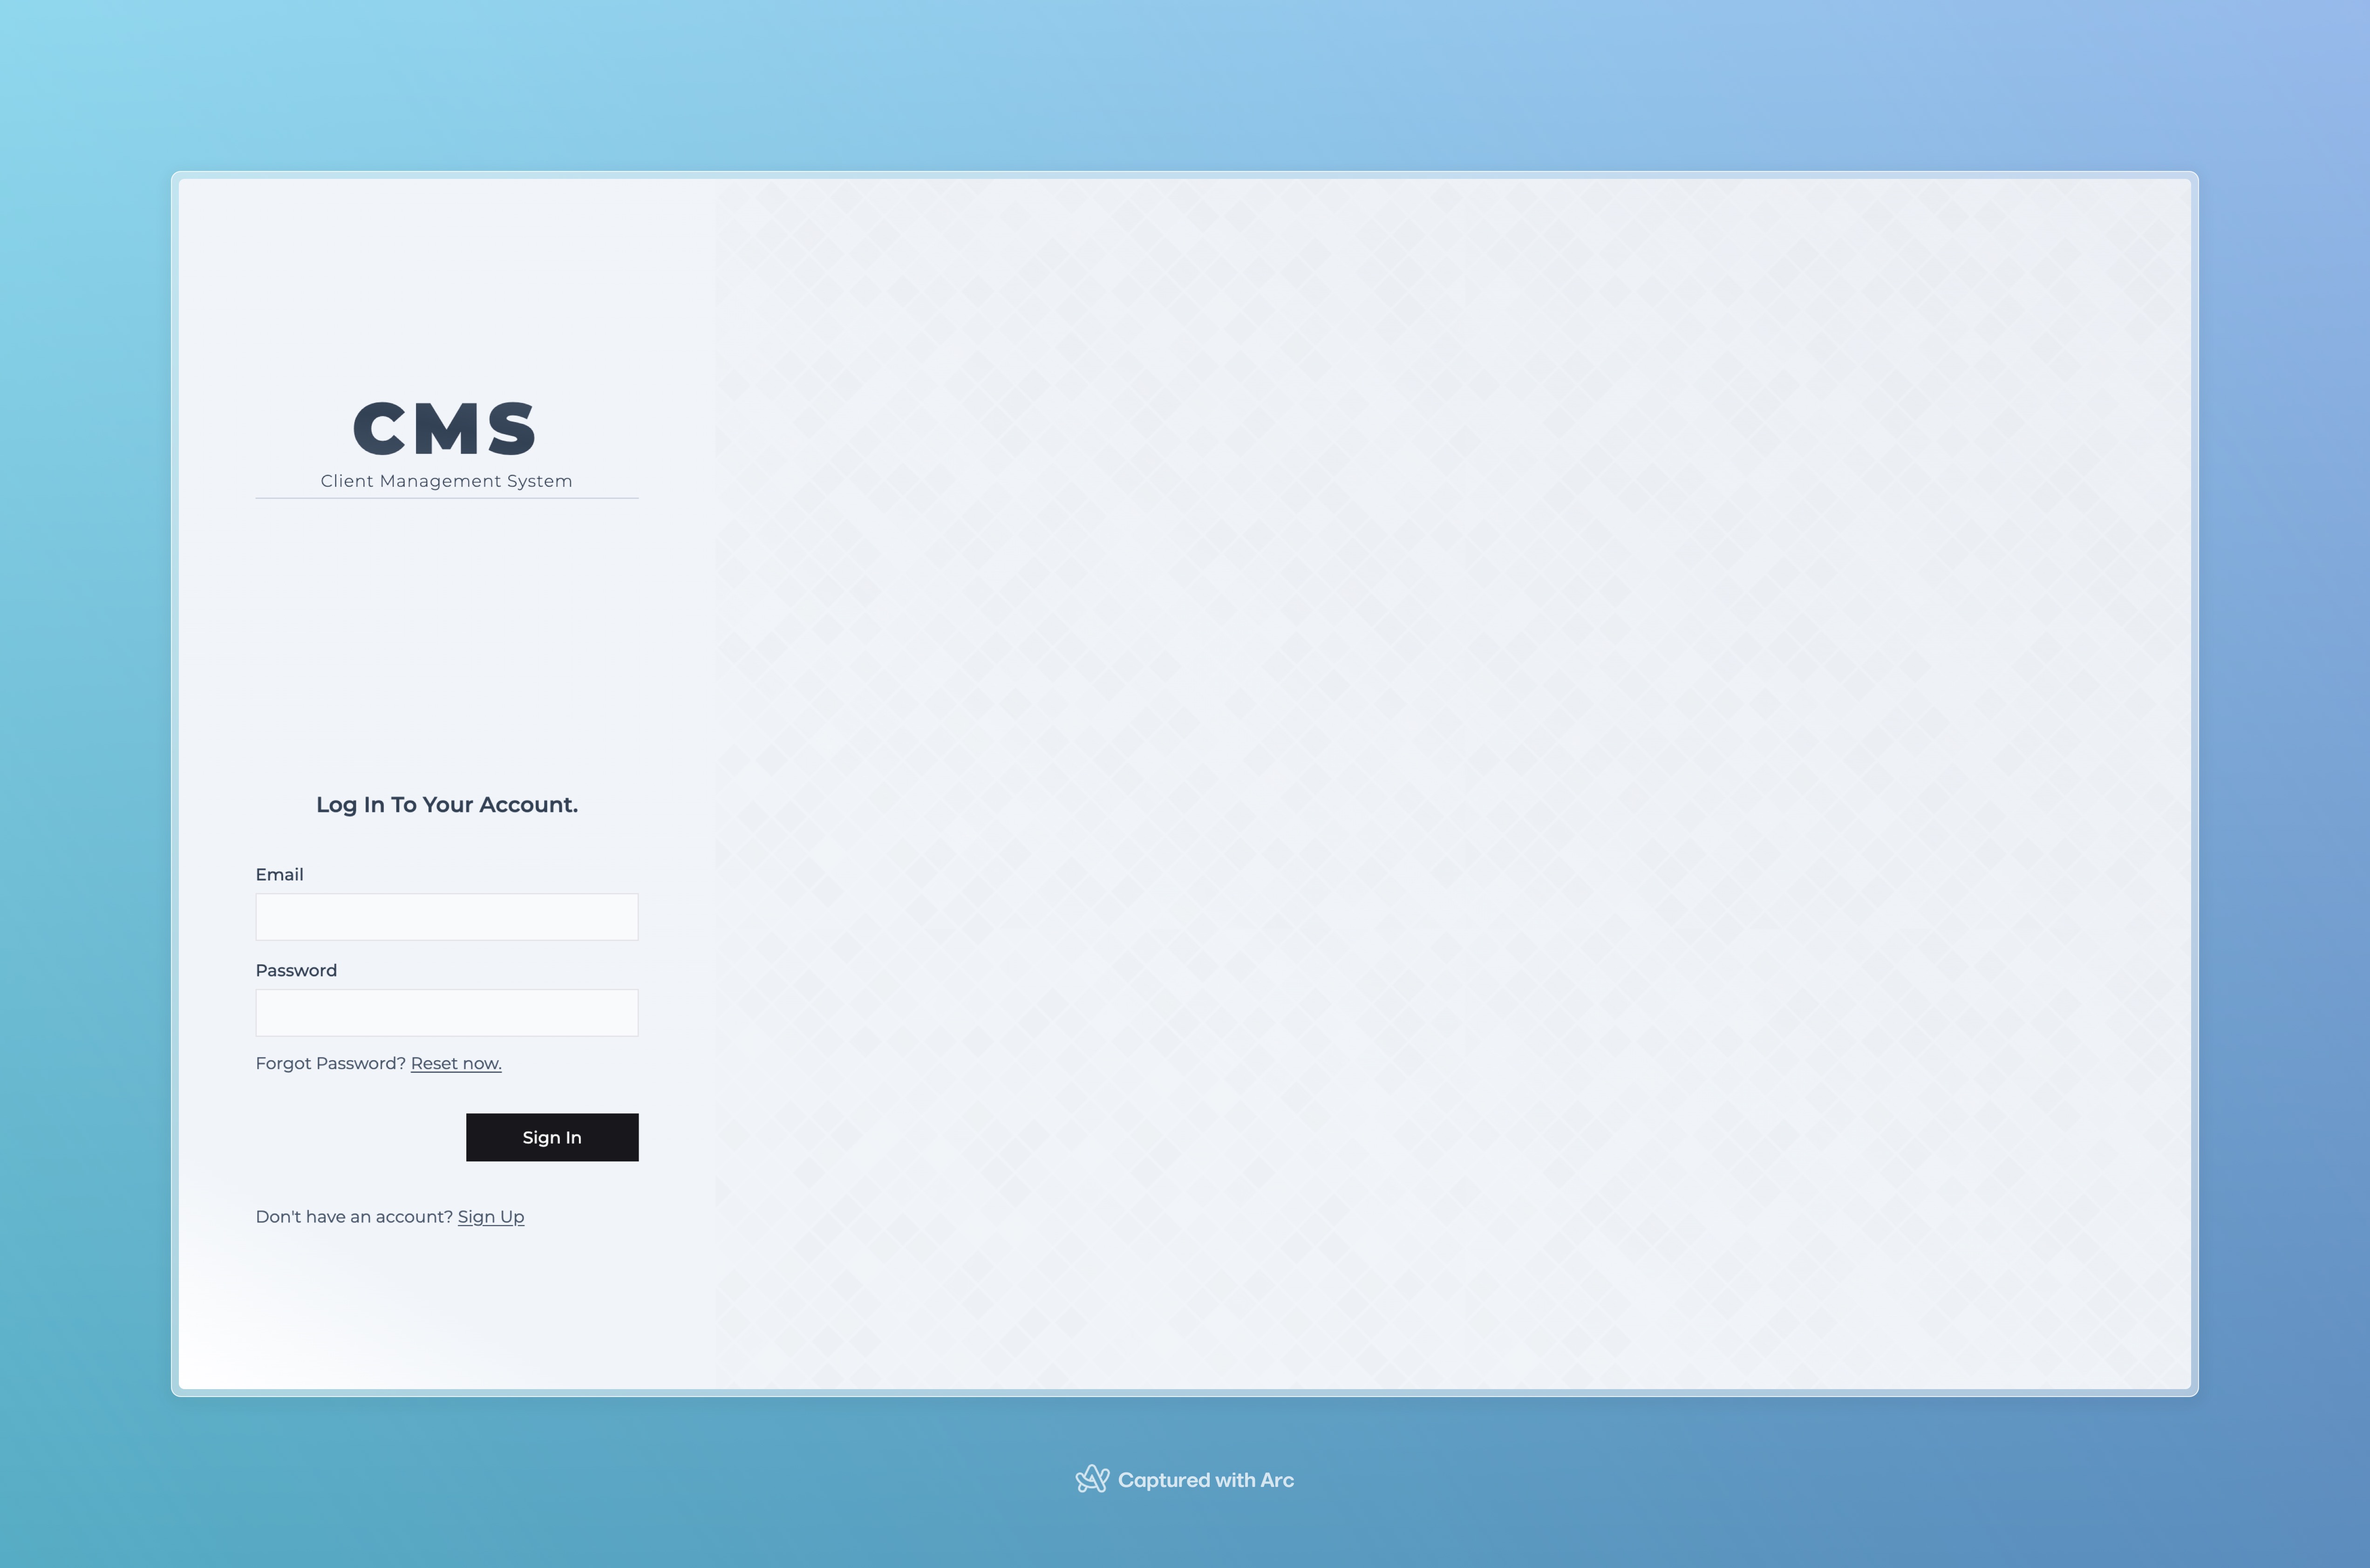 CMS
Client Management System
Log In To Your Account.
Email
Password
Forgot Password? Reset now.
Sign In
Don't have an account? Sign Up
Captured with Arc